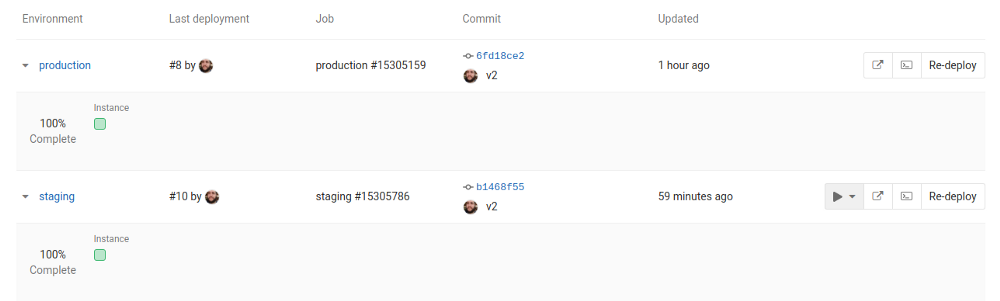 Environment Last deployment Job Commit Updated
production #8 by production #15305159 6fd18ce2 v2 1 hour ago Re-deploy
100% Complete Instance
staging #10 by staging #15305786 b1468f55 v2 59 minutes ago Re-deploy
100% Complete Instance